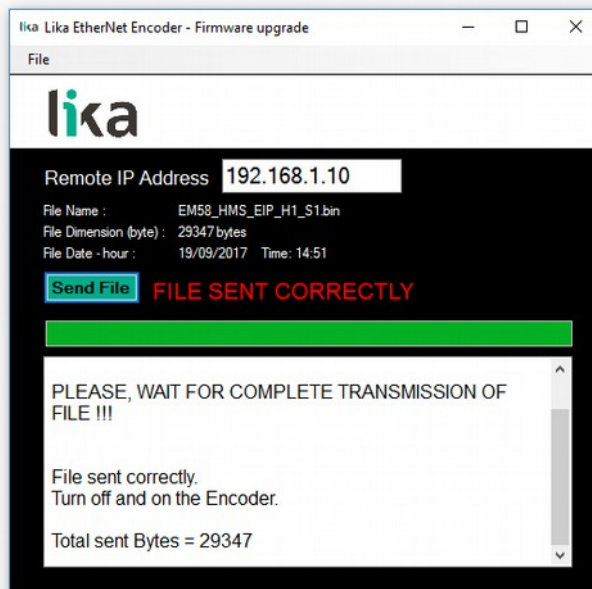 lika Lika EtherNet Encoder - Firmware upgrade
File
lika
Remote IP Address 192.168.1.10
File Name : EM58_HMS_EIP_H1_S1.bin
File Dimension (byte) : 29347 bytes
File Date - hour : 19/09/2017 Time: 14:51
Send File FILE SENT CORRECTLY
PLEASE, WAIT FOR COMPLETE TRANSMISSION OF
FILE !!!
File sent correctly.
Turn off and on the Encoder.
Total sent Bytes = 29347